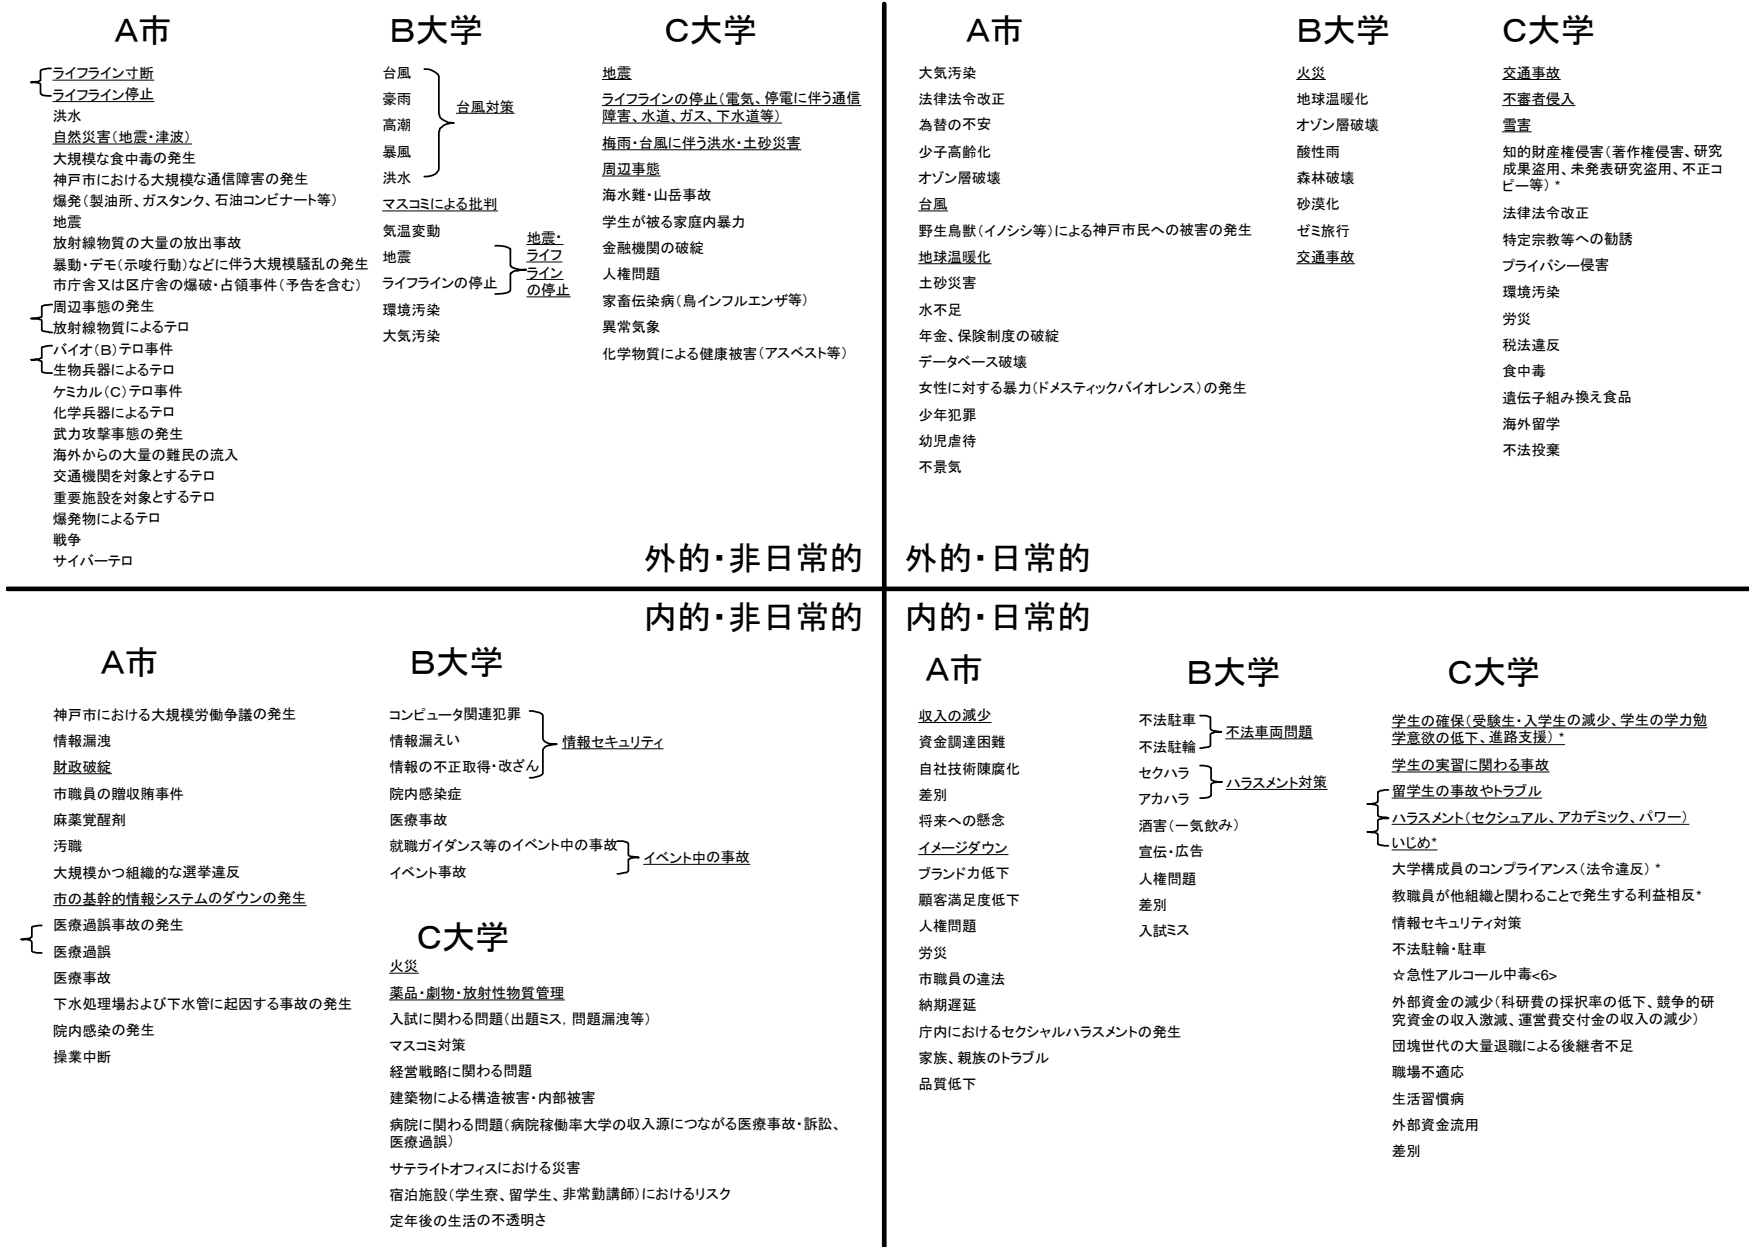 A市
ライフライン寸断
ライフライン停止
洪水
自然災害(地震・津波)
大規模な食中毒の発生
神戸市における大規模な通信障害の発生
爆発(製油所、ガスタンク、石油コンビナート等)
地震
放射線物質の大量の放出事故
暴動・デモ(示唆行動)などに伴う大規模騒乱の発生
市庁舎又は区庁舎の爆破・占領事件(予告を含む)
周辺事態の発生
放射線物質によるテロ
バイオ(B)テロ事件
生物兵器によるテロ
ケミカル(C)テロ事件
化学兵器によるテロ
武力攻撃事態の発生
海外からの大量の難民の流入
交通機関を対象とするテロ
重要施設を対象とするテロ
爆発物によるテロ
戦争
サイバーテロ
B大学
台風
豪雨
高潮
暴風
洪水
台風対策
マスコミによる批判
気温変動
地震
ライフラインの停止
地震・
ライフ
ライン
の停止
環境汚染
大気汚染
C大学
地震
ライフラインの停止(電気、停電に伴う通信
障害、水道、ガス、下水道等)
梅雨・台風に伴う洪水・土砂災害
周辺事態
海水難・山岳事故
学生が被る家庭内暴力
金融機関の破綻
人権問題
家畜伝染病(鳥インフルエンザ等)
異常気象
化学物質による健康被害(アスベスト等)
外的・非日常的
A市
大気汚染
法律法令改正
為替の不安
少子高齢化
オゾン層破壊
台風
野生鳥獣(イノシシ等)による神戸市民への被害の発生
地球温暖化
土砂災害
水不足
年金、保険制度の破綻
データベース破壊
女性に対する暴力(ドメスティックバイオレンス)の発生
少年犯罪
幼児虐待
不景気
B大学
火災
地球温暖化
オゾン層破壊
酸性雨
森林破壊
砂漠化
ゼミ旅行
交通事故
C大学
交通事故
不審者侵入
雪害
知的財産権侵害(著作権侵害、研究
成果盗用、未発表研究盗用、不正コ
ピー等) *
法律法令改正
特定宗教等への勧誘
プライバシー侵害
環境汚染
労災
税法違反
食中毒
遺伝子組み換え食品
海外留学
不法投棄
外的・日常的
内的・非日常的
A市
神戸市における大規模労働争議の発生
情報漏洩
財政破綻
市職員の贈収賄事件
麻薬覚醒剤
汚職
大規模かつ組織的な選挙違反
市の基幹的情報システムのダウンの発生
医療過誤事故の発生
医療過誤
医療事故
下水処理場および下水管に起因する事故の発生
院内感染の発生
操業中断
B大学
コンピュータ関連犯罪
情報漏えい
情報の不正取得・改ざん
情報セキュリティ
院内感染症
医療事故
就職ガイダンス等のイベント中の事故
イベント事故
イベント中の事故
C大学
火災
薬品・劇物・放射性物質管理
入試に関わる問題(出題ミス, 問題漏洩等)
マスコミ対策
経営戦略に関わる問題
建築物による構造被害・内部被害
病院に関わる問題(病院稼働率大学の収入源につながる医療事故・訴訟、
医療過誤)
サテライトオフィスにおける災害
宿泊施設(学生寮、留学生、非常勤講師)におけるリスク
定年後の生活の不透明さ
内的・日常的
A市
収入の減少
資金調達困難
自社技術陳腐化
差別
将来への懸念
イメージダウン
ブランド力低下
顧客満足度低下
人権問題
労災
市職員の違法
納期遅延
庁内におけるセクシャルハラスメントの発生
家族、親族のトラブル
品質低下
B大学
不法駐車
不法駐輪
不法車両問題
セクハラ
アカハラ
ハラスメント対策
酒害(一気飲み)
宣伝・広告
人権問題
差別
入試ミス
C大学
学生の確保(受験生・入学生の減少、学生の学力勉
学意欲の低下、進路支援) *
学生の実習に関わる事故
留学生の事故やトラブル
ハラスメント(セクシュアル、アカデミック、パワー)
いじめ*
大学構成員のコンプライアンス(法令違反) *
教職員が他組織と関わることで発生する利益相反*
情報セキュリティ対策
不法駐輪・駐車
☆急性アルコール中毒<6>
外部資金の減少(科研費の採択率の低下、競争的研
究資金の収入激減、運営費交付金の収入の減少)
団塊世代の大量退職による後継者不足
職場不適応
生活習慣病
外部資金流用
差別